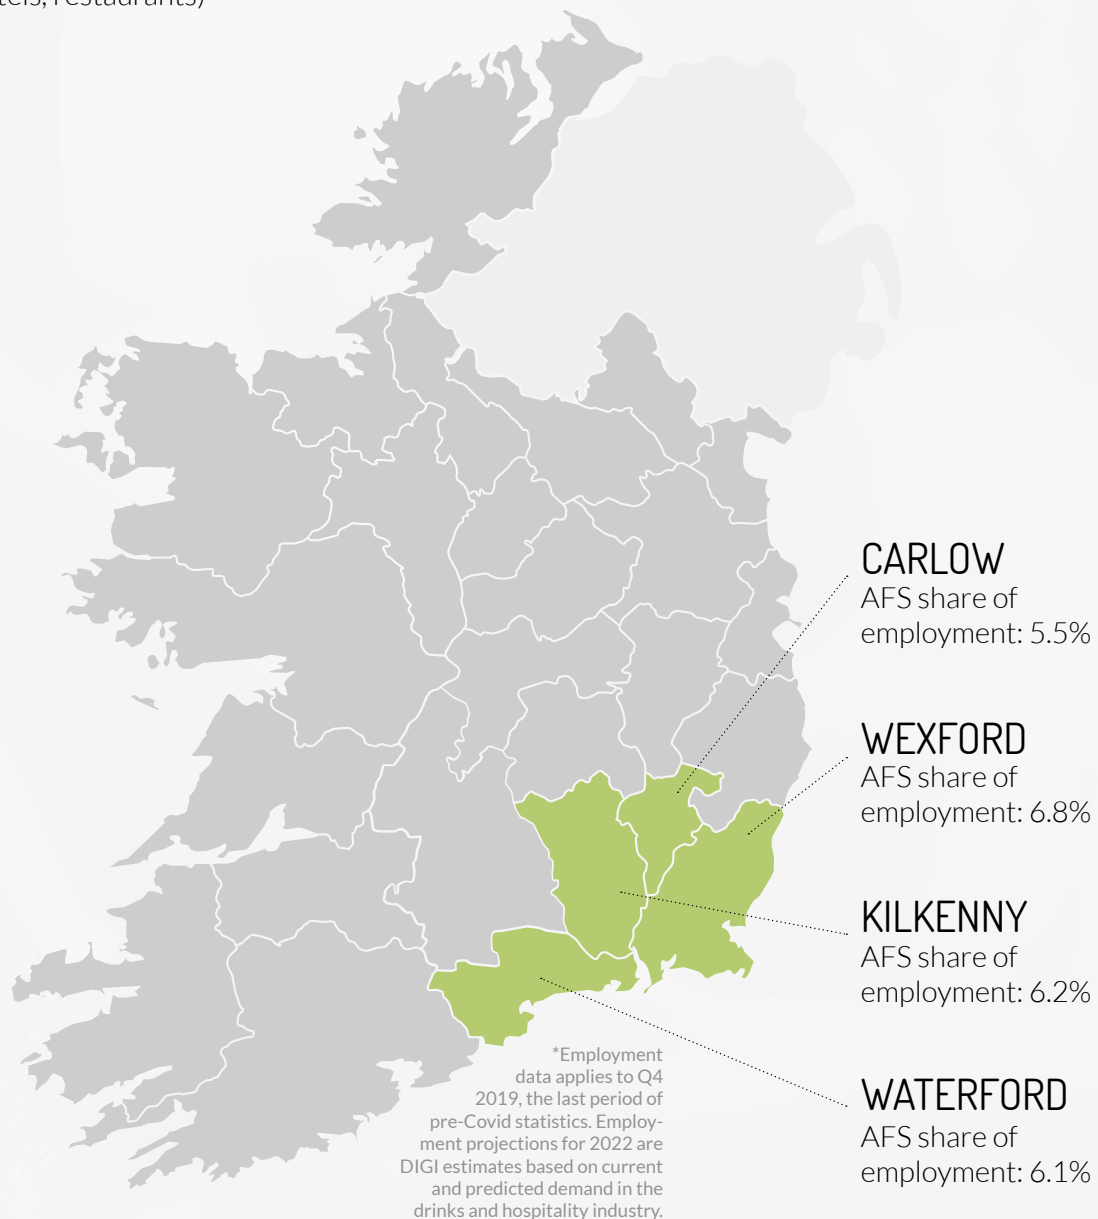 restaurants)
CARLOW
AFS share of
employment: 5.5%
WEXFORD
AFS share of
employment: 6.8%
KILKENNY
AFS share of
employment: 6.2%
WATERFORD
AFS share of
employment: 6.1%
*Employment
data applies to Q4
2019, the last period of
pre-Covid statistics. Employ-
ment projections for 2022 are
DIGI estimates based on current
and predicted demand in the
drinks and hospitality industry.